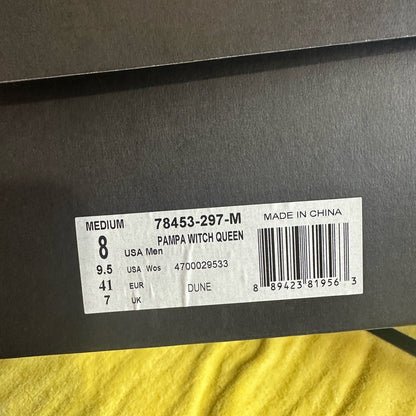 MEDIUM 78453-297-M MADE IN CHINA
8 USA Men PAMPA WITCH QUEEN
9.5 USA Wos 4700029533
41 EUR
7 UK DUNE 8 89423 81956 3